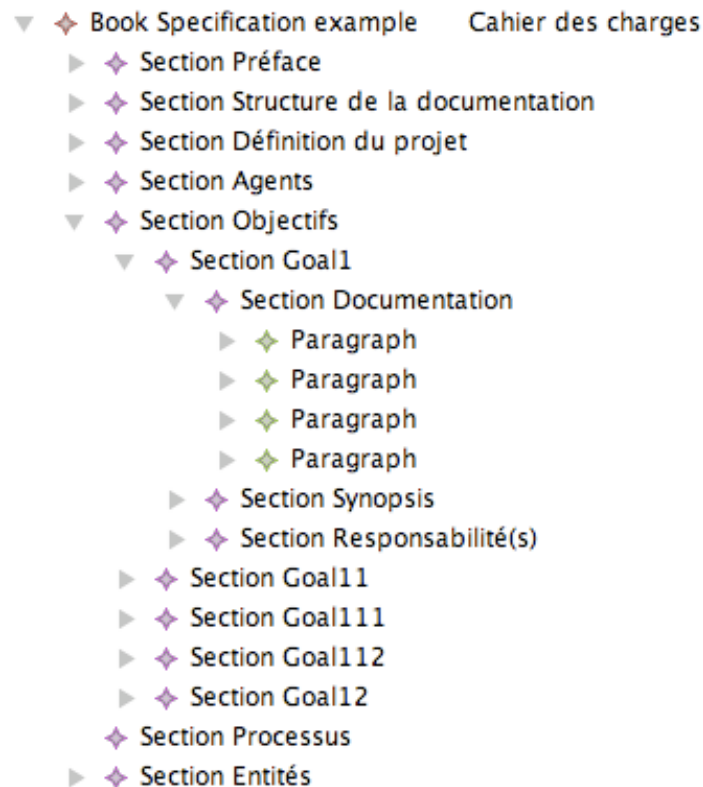 Book Specification example Cahier des charges
Section Préface
Section Structure de la documentation
Section Définition du projet
Section Agents
Section Objectifs
Section Goal1
Section Documentation
Paragraph
Paragraph
Paragraph
Paragraph
Section Synopsis
Section Responsabilité(s)
Section Goal11
Section Goal111
Section Goal112
Section Goal12
Section Processus
Section Entités